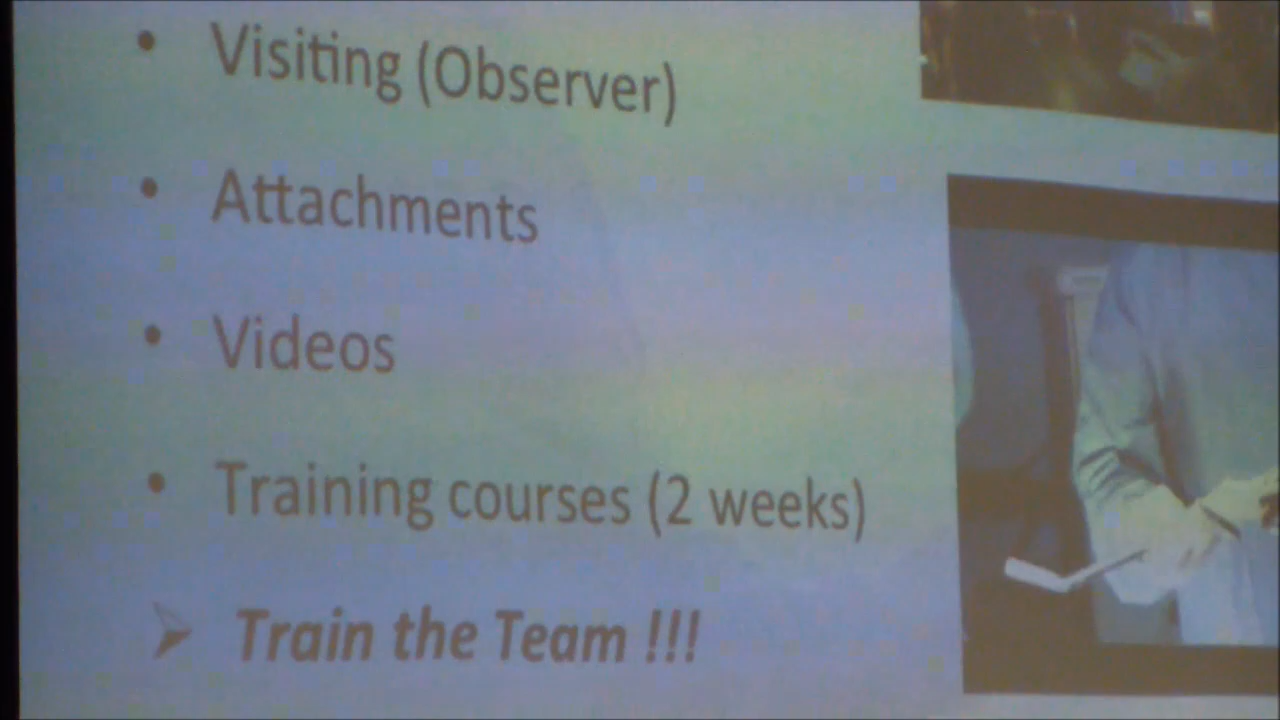 • Visiting (Observer)
• Attachments
• Videos
• Training courses (2 weeks)
➢ Train the Team !!!